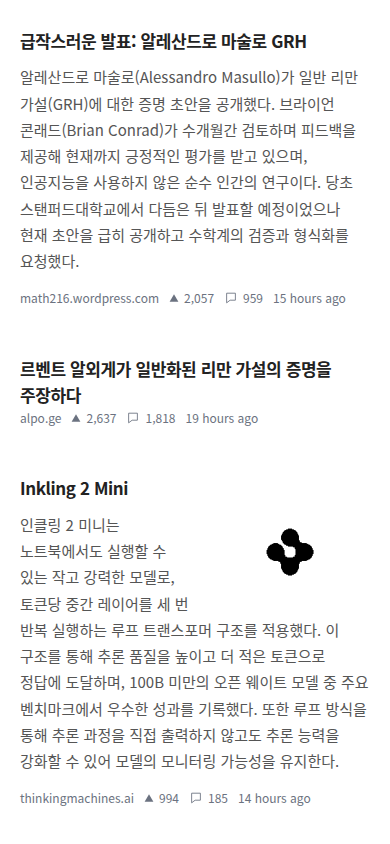 급작스러운 발표: 알레산드로 마술로 GRH
알레산드로 마술로(Alessandro Masullo)가 일반 리만
가설(GRH)에 대한 증명 초안을 공개했다. 브라이언
콘래드(Brian Conrad)가 수개월간 검토하며 피드백을
제공해 현재까지 긍정적인 평가를 받고 있으며,
인공지능을 사용하지 않은 순수 인간의 연구이다. 당초
스탠퍼드대학교에서 다듬은 뒤 발표할 예정이었으나
현재 초안을 급히 공개하고 수학계의 검증과 형식화를
요청했다.
math216.wordpress.com ▲ 2,057 959 15 hours ago
르벤트 알외게가 일반화된 리만 가설의 증명을
주장하다
alpo.ge ▲ 2,637 1,818 19 hours ago
Inkling 2 Mini
인클링 2 미니는
노트북에서도 실행할 수
있는 작고 강력한 모델로,
토큰당 중간 레이어를 세 번
반복 실행하는 루프 트랜스포머 구조를 적용했다. 이
구조를 통해 추론 품질을 높이고 더 적은 토큰으로
정답에 도달하며, 100B 미만의 오픈 웨이트 모델 중 주요
벤치마크에서 우수한 성과를 기록했다. 또한 루프 방식을
통해 추론 과정을 직접 출력하지 않고도 추론 능력을
강화할 수 있어 모델의 모니터링 가능성을 유지한다.
thinkingmachines.ai ▲ 994 185 14 hours ago